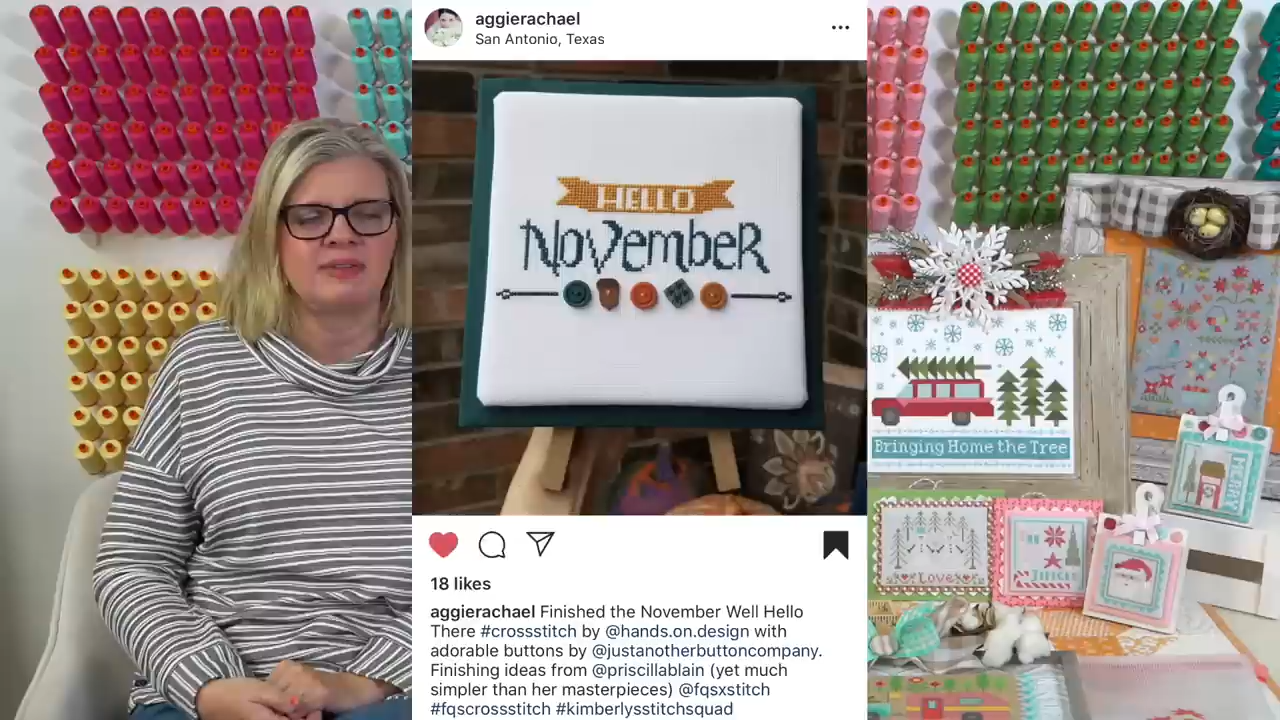 aggierachael
San Antonio, Texas
HELLO
NovembeR
18 likes
aggierachael Finished the November Well Hello
There #crossstitch by @hands.on.design with
adorable buttons by @justanotherbuttoncompany.
Finishing ideas from @priscillablain (yet much
simpler than her masterpieces) @fqsxstitch
#fqscrossstitch #kimberlysstitchsquad
Bringing Home the Tree
MERRY
Love